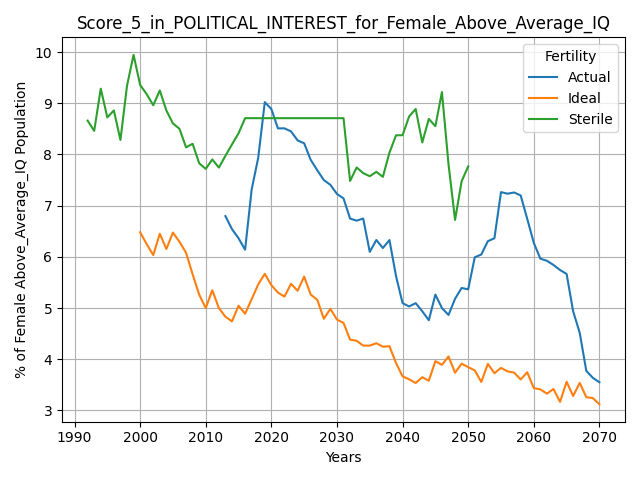 Score_5_in_POLITICAL_INTEREST_for_Female_Above_Average_IQ
Fertility
Actual
Ideal
Sterile
% of Female Above_Average_IQ Population
10
9
8
7
6
5
4
3
1990 2000 2010 2020 2030 2040 2050 2060 2070
Years